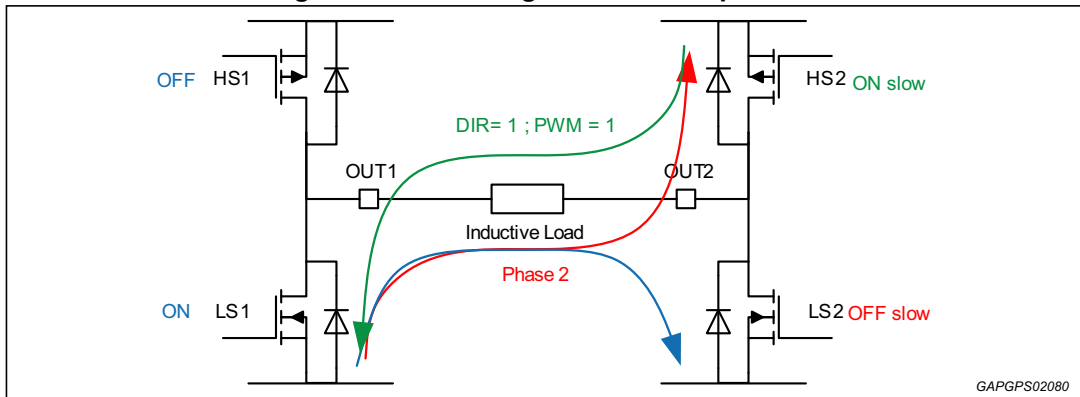 OFF HS1
HS2 ON slow
DIR= 1 ; PWM = 1
OUT1
OUT2
Inductive Load
Phase 2
ON LS1
LS2 OFF slow
GAPGPS02080